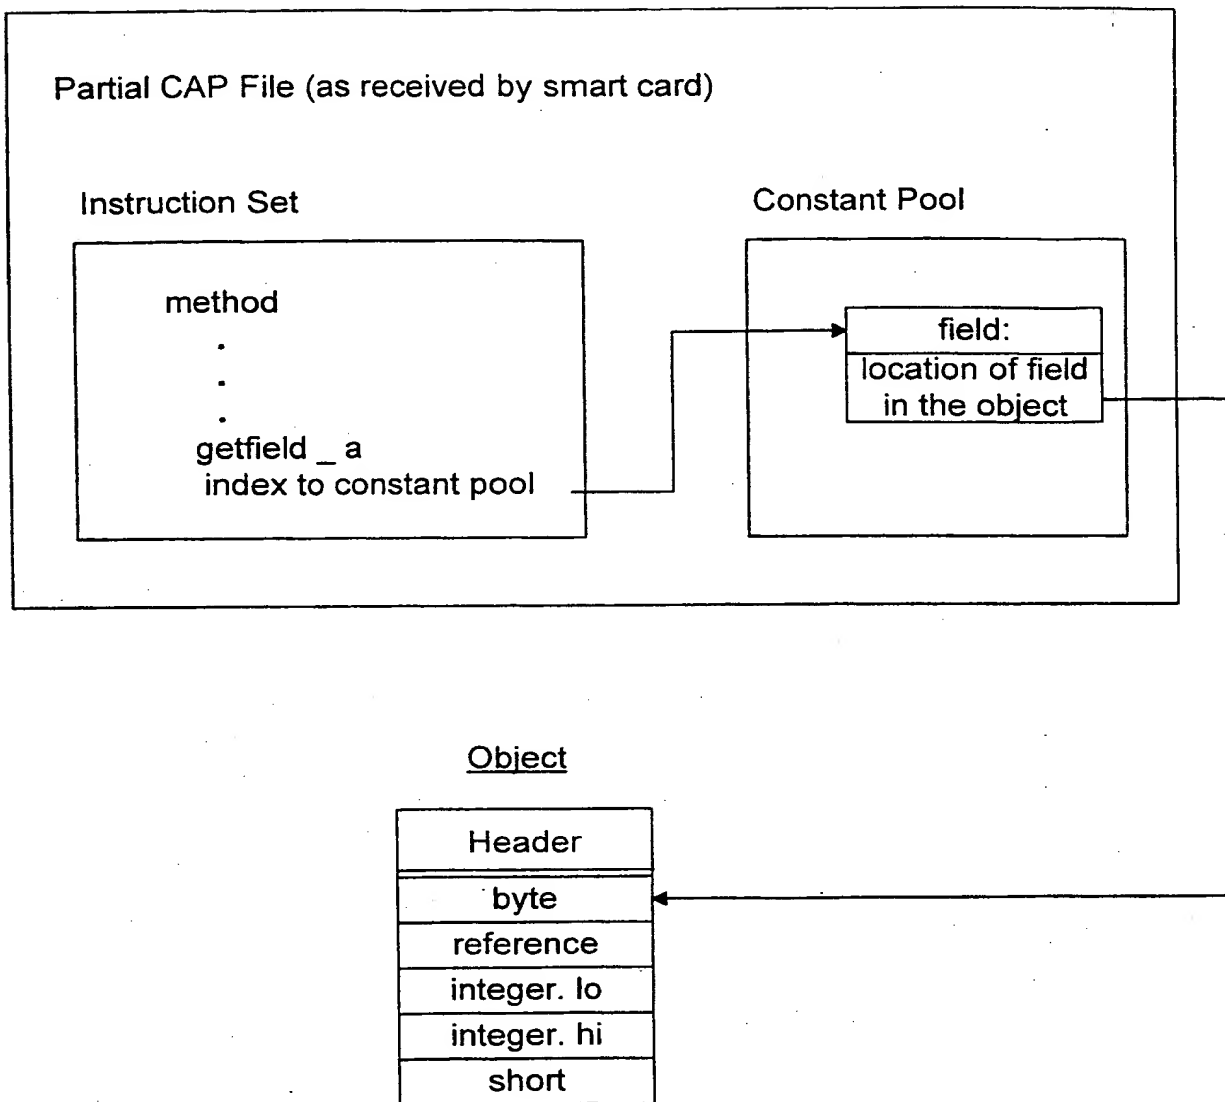 Partial CAP File (as received by smart card)
Instruction Set
method
.
.
.
getfield _ a
index to constant pool
Constant Pool
field:
location of field
in the object
Object
Header
byte
reference
integer. lo
integer. hi
short